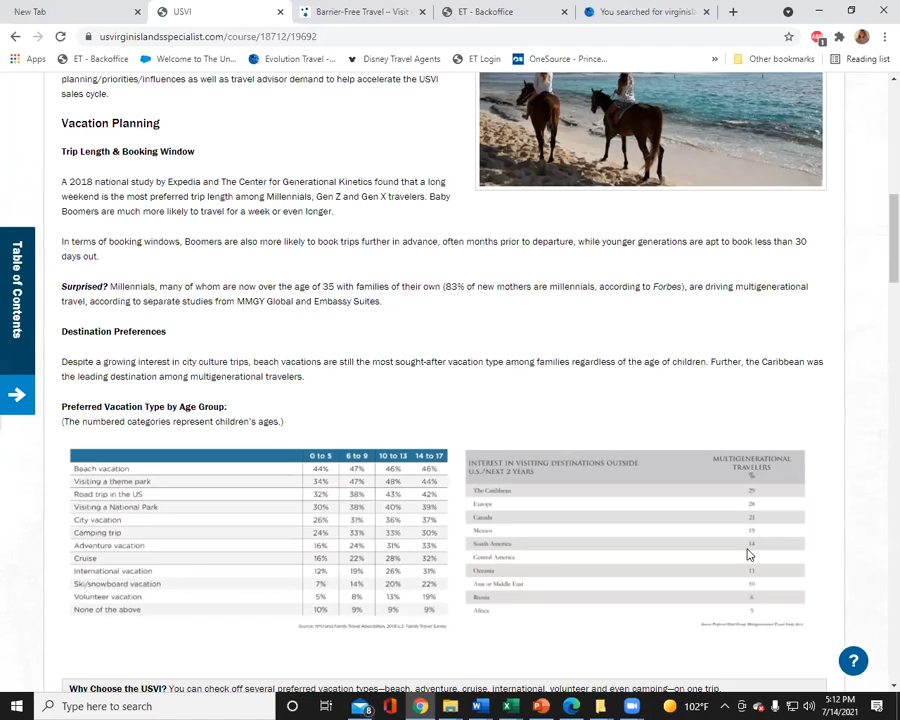 New Tab
USVI
Barrier-Free Travel – Visit
ET - Backoffice
You searched for virginisl
usvirginislandsspecialist.com/course/18712/19692
Apps
ET - Backoffice
Welcome to The Un...
Evolution Travel -...
Disney Travel Agents
ET Login
OneSource - Prince...
Other bookmarks
Reading list
planning/priorities/influences as well as travel advisor demand to help accelerate the USVI
sales cycle.
Vacation Planning
Trip Length & Booking Window
A 2018 national study by Expedia and The Center for Generational Kinetics found that a long
weekend is the most preferred trip length among Millennials, Gen Z and Gen X travelers. Baby
Boomers are much more likely to travel for a week or even longer.
In terms of booking windows, Boomers are also more likely to book trips further in advance, often months prior to departure, while younger generations are apt to book less than 30
days out.
Surprised? Millennials, many of whom are now over the age of 35 with families of their own (83% of new mothers are millennials, according to Forbes), are driving multigenerational
travel, according to separate studies from MMGY Global and Embassy Suites.
Destination Preferences
Despite a growing interest in city culture trips, beach vacations are still the most sought-after vacation type among families regardless of the age of children. Further, the Caribbean was
the leading destination among multigenerational travelers.
Preferred Vacation Type by Age Group:
(The numbered categories represent children's ages.)
0 to 5 6 to 9 10 to 13 14 to 17
Beach vacation 44% 47% 46% 46%
Visiting a theme park 34% 47% 48% 44%
Road trip in the US 32% 38% 43% 42%
Visiting a National Park 30% 38% 40% 39%
City vacation 26% 31% 36% 37%
Camping trip 24% 33% 33% 30%
Adventure vacation 16% 24% 31% 33%
Cruise 16% 22% 28% 32%
International vacation 12% 19% 26% 31%
Ski/snowboard vacation 7% 14% 20% 22%
Volunteer vacation 5% 8% 13% 19%
None of the above 10% 9% 9% 9%
INTEREST IN VISITING DESTINATIONS OUTSIDE
U.S./NEXT 2 YEARS
MULTIGENERATIONAL
TRAVELERS
%
The Caribbean 29
Europe 28
Canada 21
Mexico 19
South America 14
Central America
Oceania 11
Asia or Middle East 10
Russia 6
Africa 5
Table of Contents
?
Why Choose the USVI? You can check off several preferred vacation types—beach, adventure, cruise, international, volunteer and even camping—on one trip.
Type here to search
8
102°F
5:12 PM
7/14/2021